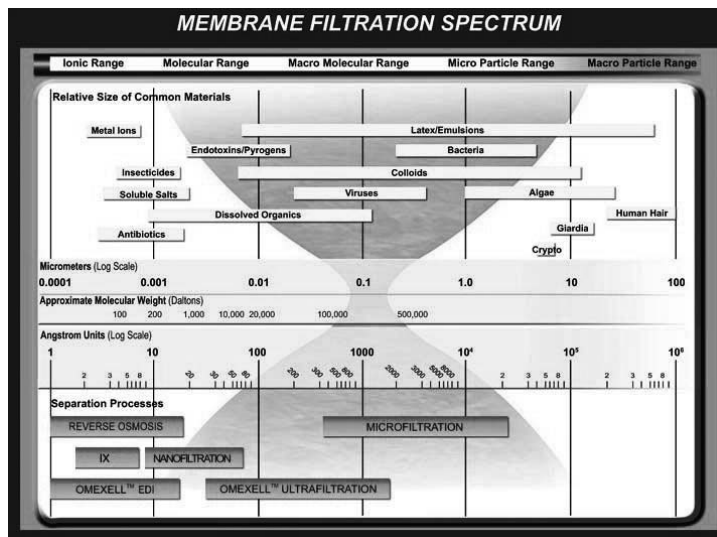 MEMBRANE FILTRATION SPECTRUM
Ionic Range Molecular Range Macro Molecular Range Micro Particle Range Macro Particle Range
Relative Size of Common Materials
Metal Ions Latex/Emulsions
Endotoxins/Pyrogens Bacteria
Insecticides Colloids
Soluble Salts Viruses Algae
Dissolved Organics Human Hair
Antibiotics Giardia
Crypto
Micrometers (Log Scale)
0.0001 0.001 0.01 0.1 1.0 10 100
Approximate Molecular Weight (Daltons)
100 200 1,000 10,000 20,000 100,000 500,000
Angstrom Units (Log Scale)
1 10 100 1000 10⁴ 10⁵ 10⁶
2 3 5 8 20 30 40 60 80 200 300 500 600 800 2000 3000 5000 6000 8000 2 3 5 8 2 3 5 8
Separation Processes
REVERSE OSMOSIS MICROFILTRATION
IX NANOFILTRATION
OMEXELL™ EDI OMEXELL™ ULTRAFILTRATION